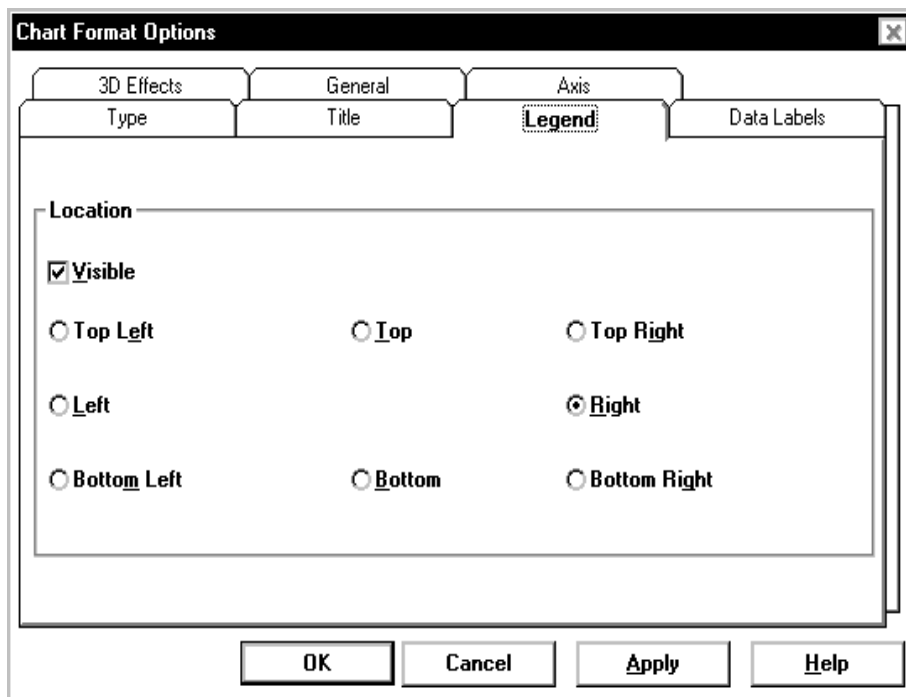 Chart Format Options
3D Effects General Axis
Type Title Legend Data Labels
Location
Visible
Top Left Top Top Right
Left Right
Bottom Left Bottom Bottom Right
OK Cancel Apply Help